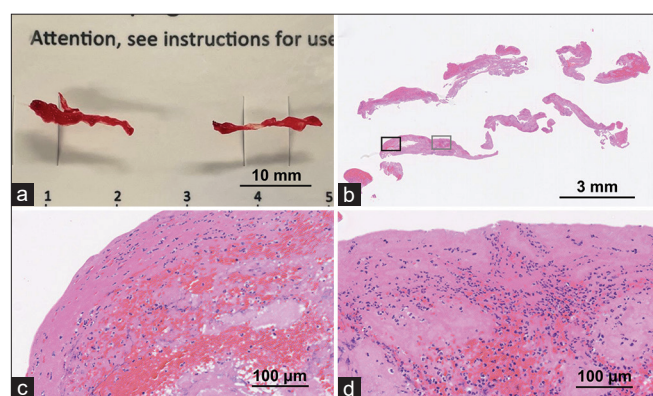 Attention, see instructions for use
10 mm
a
1 2 3 4 5
b
3 mm
c
100 µm
d
100 µm